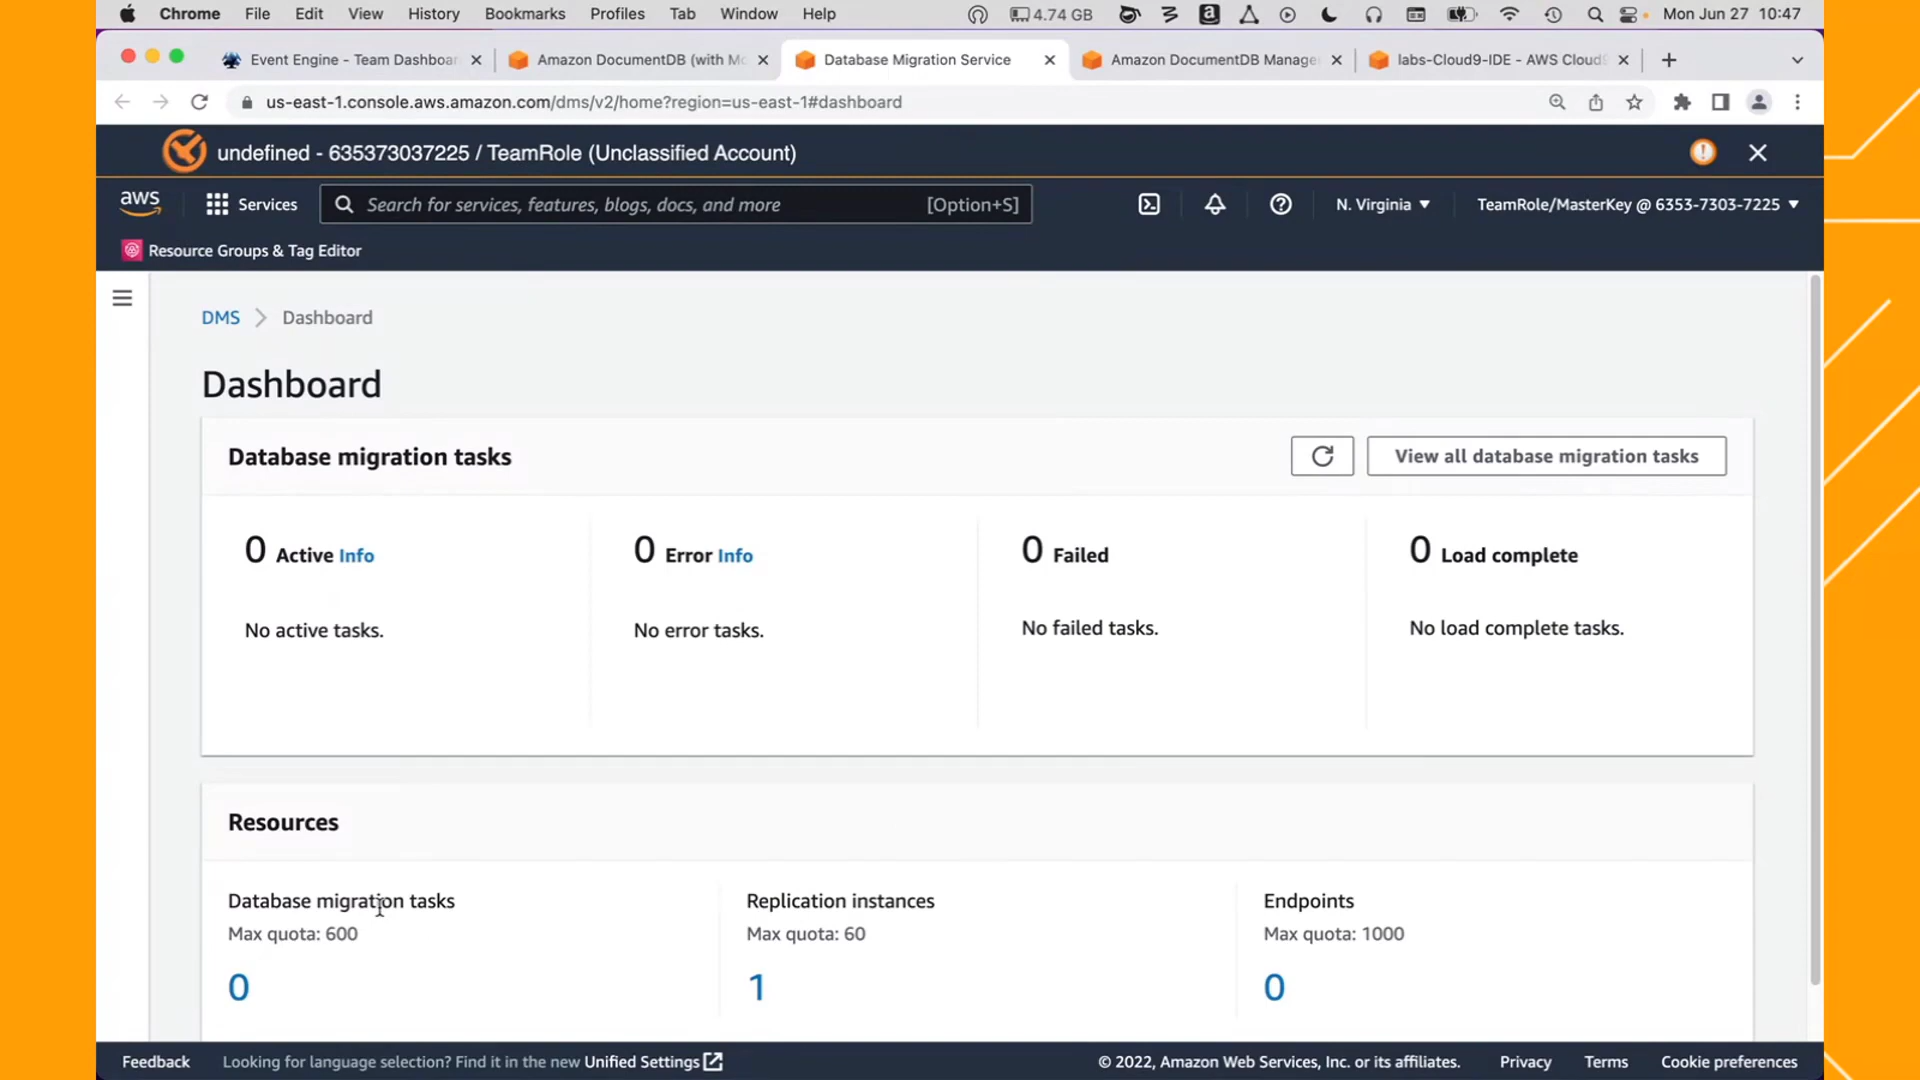 Chrome File Edit View History Bookmarks Profiles Tab Window Help 4.74 GB Mon Jun 27 10:47
Event Engine - Team Dashboar Amazon DocumentDB (with Mo Database Migration Service Amazon DocumentDB Manage labs-Cloud9-IDE - AWS Cloud9
us-east-1.console.aws.amazon.com/dms/v2/home?region=us-east-1#dashboard
undefined - 635373037225 / TeamRole (Unclassified Account)
aws Services Search for services, features, blogs, docs, and more [Option+S] N. Virginia TeamRole/MasterKey @ 6353-7303-7225
Resource Groups & Tag Editor
DMS Dashboard
Dashboard
Database migration tasks View all database migration tasks
0 Active Info 0 Error Info 0 Failed 0 Load complete
No active tasks. No error tasks. No failed tasks. No load complete tasks.
Resources
Database migration tasks Replication instances Endpoints
Max quota: 600 Max quota: 60 Max quota: 1000
0 1 0
Feedback Looking for language selection? Find it in the new Unified Settings © 2022, Amazon Web Services, Inc. or its affiliates. Privacy Terms Cookie preferences